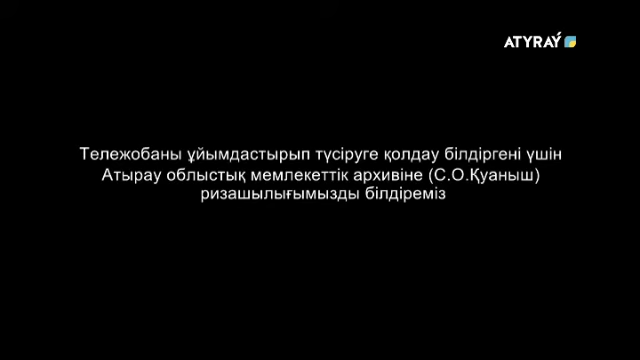 ATYRAÝ
Тележобаны ұйымдастырып түсіруге қолдау білдіргені үшін
Атырау облыстық мемлекеттік архивіне (С.О.Қуаныш)
ризашылығымызды білдіреміз